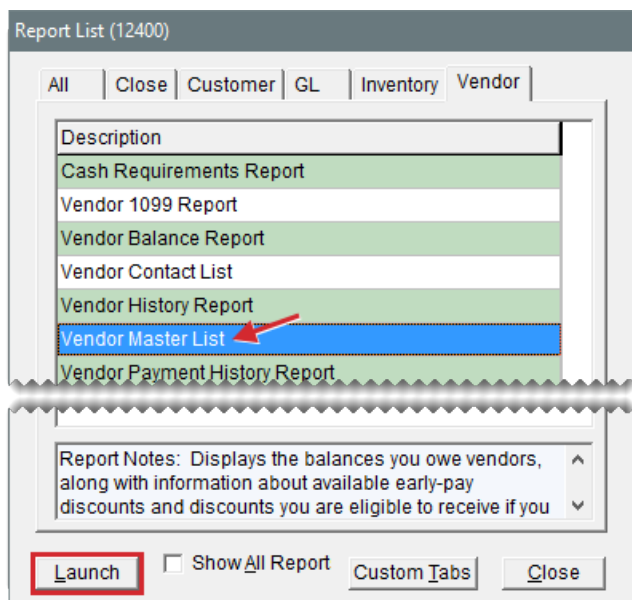 Report List (12400)
All Close Customer GL Inventory Vendor
Description
Cash Requirements Report
Vendor 1099 Report
Vendor Balance Report
Vendor Contact List
Vendor History Report
Vendor Master List
Vendor Payment History Report
Report Notes: Displays the balances you owe vendors,
along with information about available early-pay
discounts and discounts you are eligible to receive if you
Launch Show All Report Custom Tabs Close